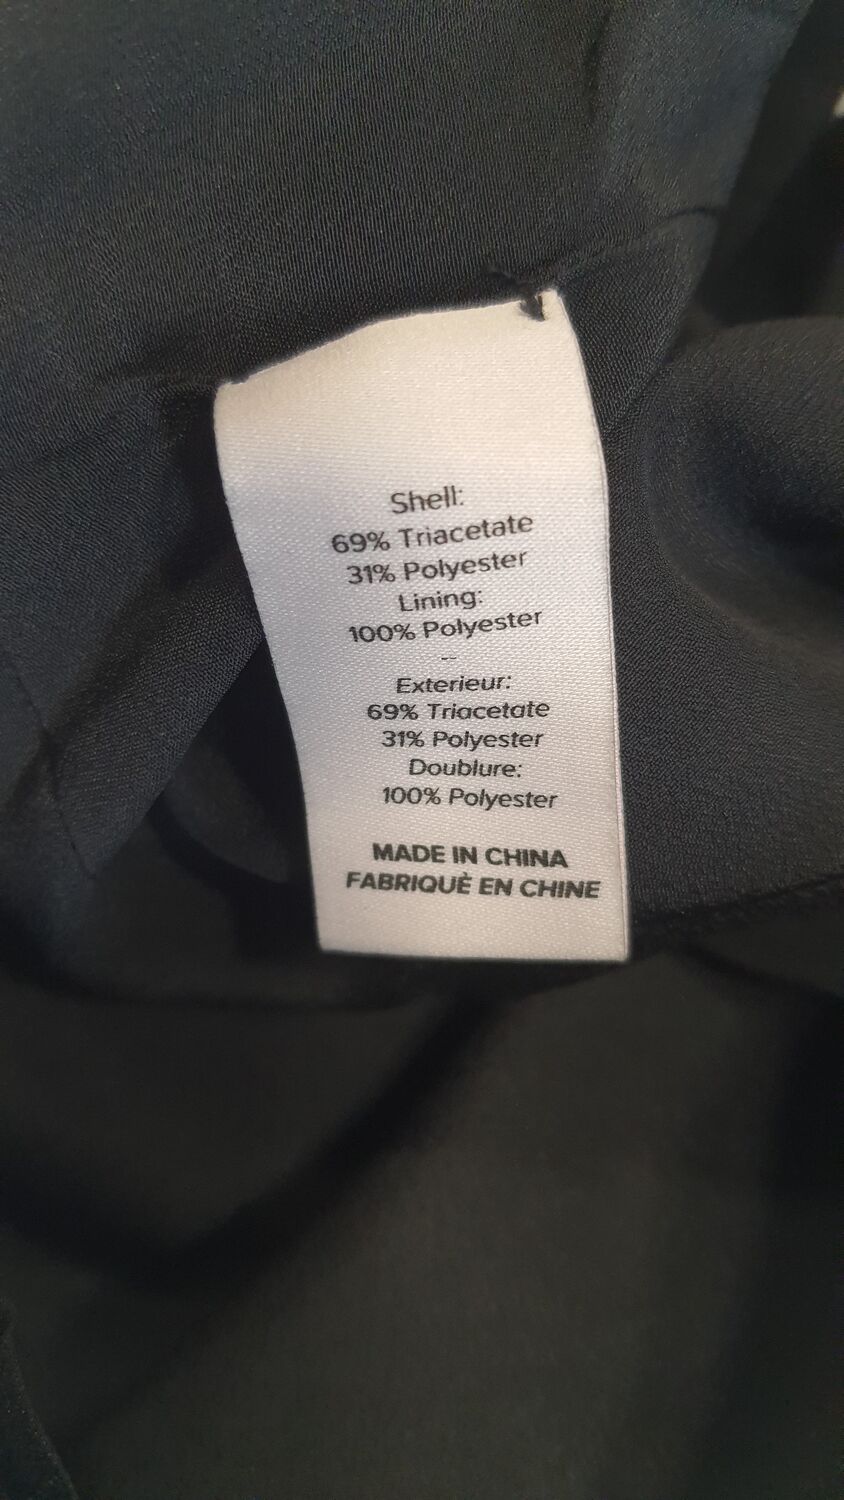 Shell:
69% Triacetate
31% Polyester
Lining:
100% Polyester
--
Exterieur:
69% Triacetate
31% Polyester
Doublure:
100% Polyester
MADE IN CHINA
FABRIQUÈ EN CHINE